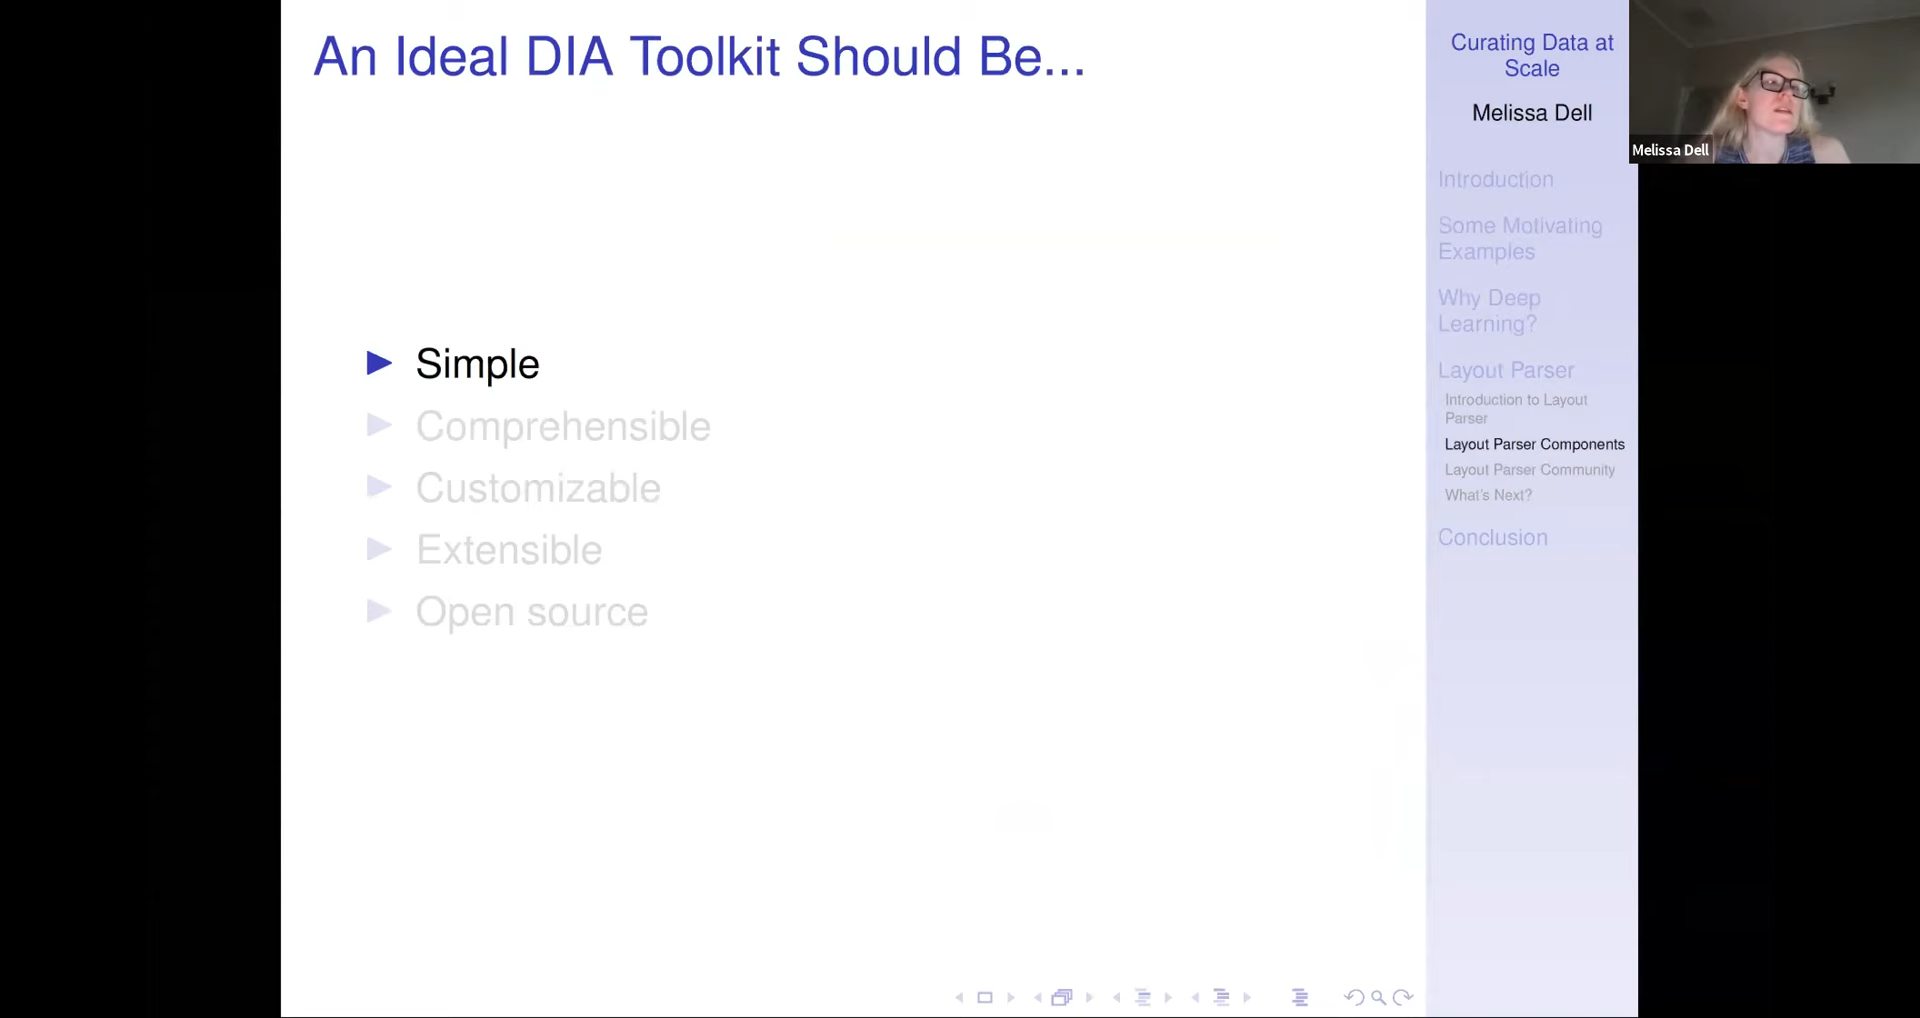 An Ideal DIA Toolkit Should Be...
Simple
Comprehensible
Customizable
Extensible
Open source
Curating Data at
Scale
Melissa Dell
Introduction
Some Motivating
Examples
Why Deep
Learning?
Layout Parser
Introduction to Layout
Parser
Layout Parser Components
Layout Parser Community
What's Next?
Conclusion
Melissa Dell